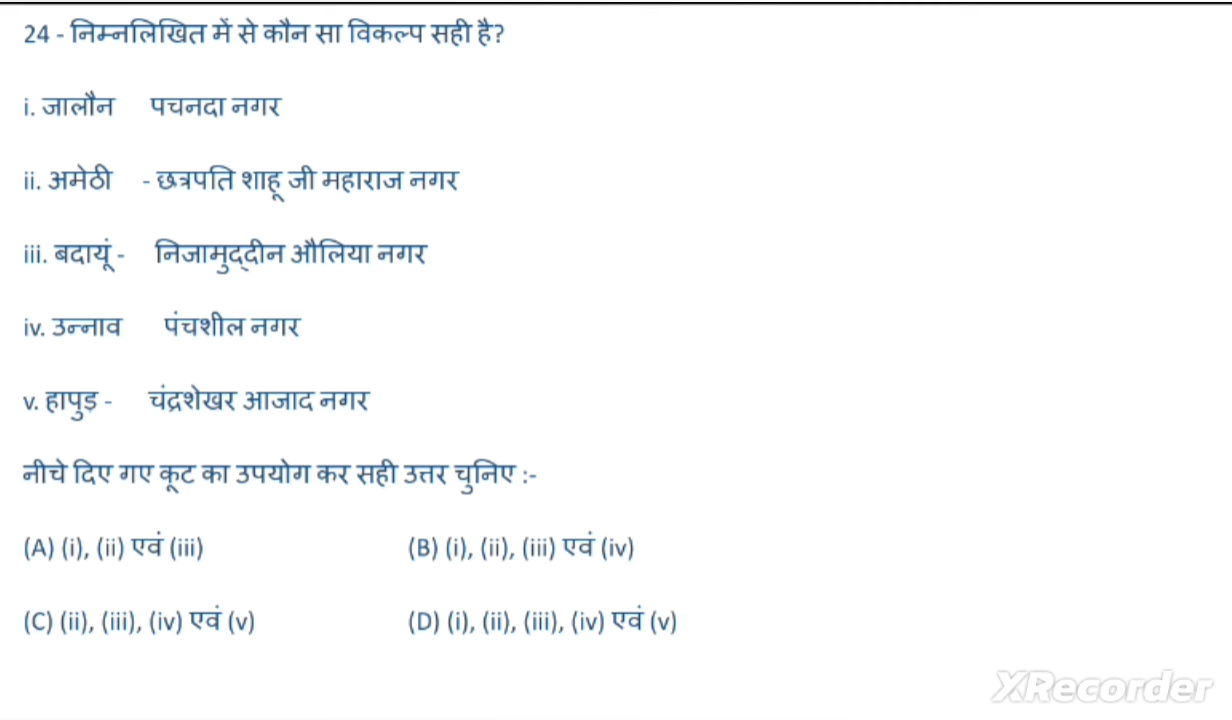 24 - निम्नलिखित में से कौन सा विकल्प सही है?
i. जालौन पचनदा नगर
ii. अमेठी - छत्रपति शाहू जी महाराज नगर
iii. बदायूं - निजामुद्दीन औलिया नगर
iv. उन्नाव पंचशील नगर
v. हापुड़ - चंद्रशेखर आजाद नगर
नीचे दिए गए कूट का उपयोग कर सही उत्तर चुनिए :-
(A) (i), (ii) एवं (iii) (B) (i), (ii), (iii) एवं (iv)
(C) (ii), (iii), (iv) एवं (v) (D) (i), (ii), (iii), (iv) एवं (v)
XRecorder